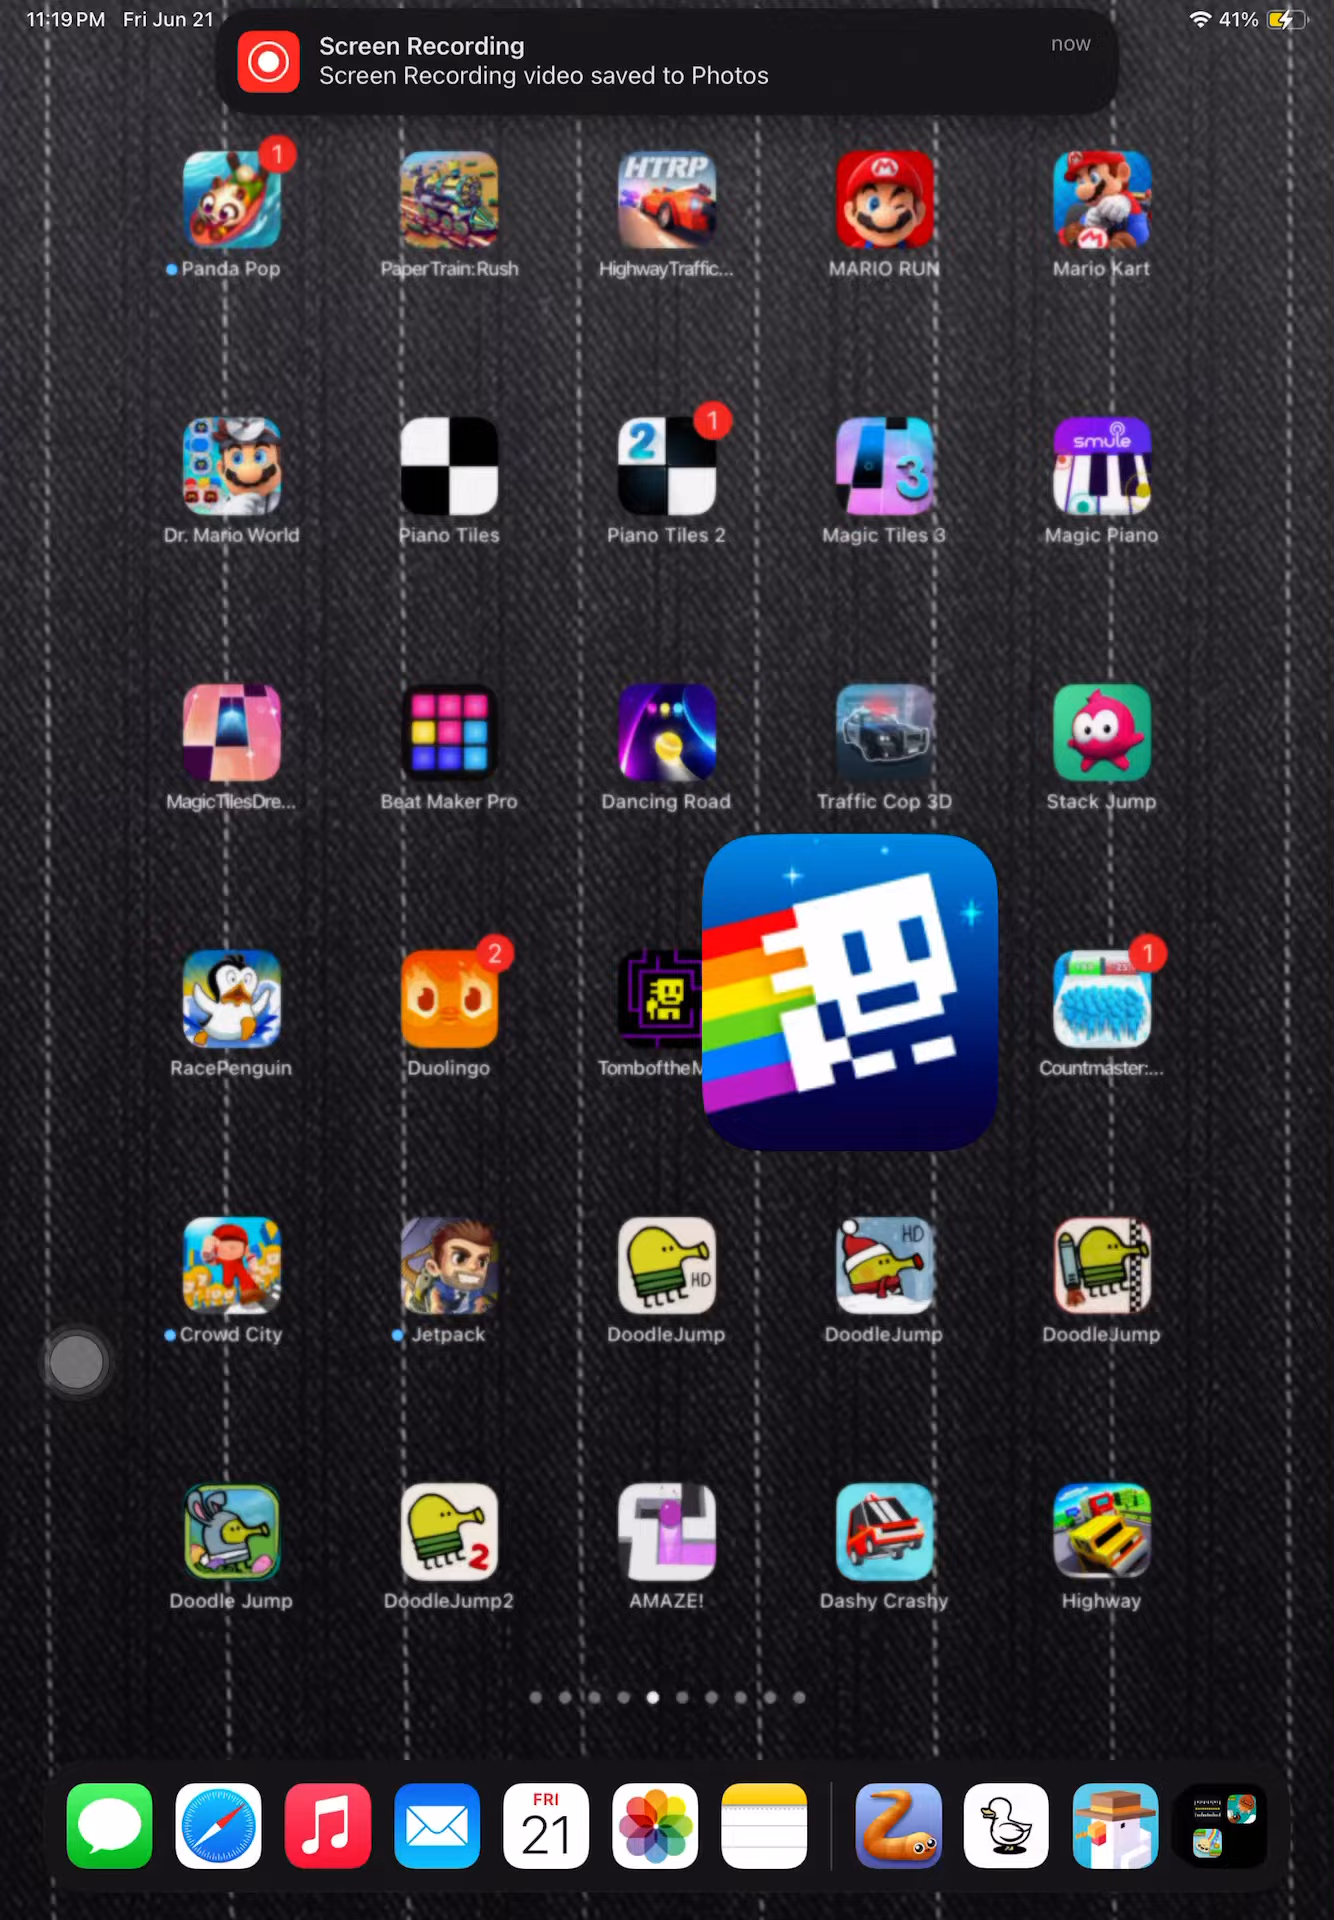 11:19 PM Fri Jun 21
41%
Screen Recording
now
Screen Recording video saved to Photos
1
HTRP
Panda Pop
PaperTrain:Rush
HighwayTraffic...
MARIO RUN
Mario Kart
1
2
3
smule
Dr. Mario World
Piano Tiles
Piano Tiles 2
Magic Tiles 3
Magic Piano
MagicTilesDre...
Beat Maker Pro
Dancing Road
Traffic Cop 3D
Stack Jump
2
1
RacePenguin
Duolingo
TomboftheM
Countmaster:...
HD
HD
Crowd City
Jetpack
DoodleJump
DoodleJump
DoodleJump
2
Doodle Jump
DoodleJump2
AMAZE!
Dashy Crashy
Highway
FRI
21